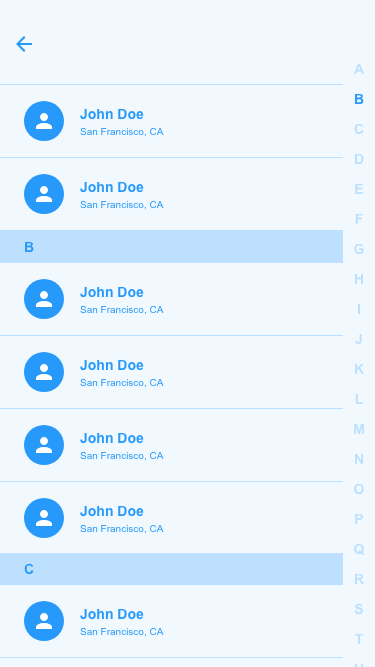 John Doe
San Francisco, CA
John Doe
San Francisco, CA
B
John Doe
San Francisco, CA
John Doe
San Francisco, CA
John Doe
San Francisco, CA
John Doe
San Francisco, CA
C
John Doe
San Francisco, CA
A
B
C
D
E
F
G
H
I
J
K
L
M
N
O
P
Q
R
S
T